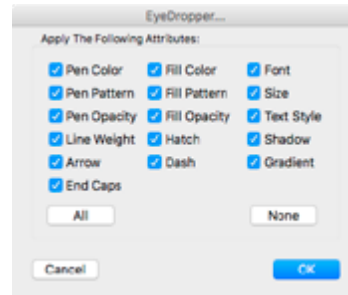 EyeDropper...
Apply The Following Attributes:
Pen Color Fill Color Font
Pen Pattern Fill Pattern Size
Pen Opacity Fill Opacity Text Style
Line Weight Hatch Shadow
Arrow Dash Gradient
End Caps
All None
Cancel OK